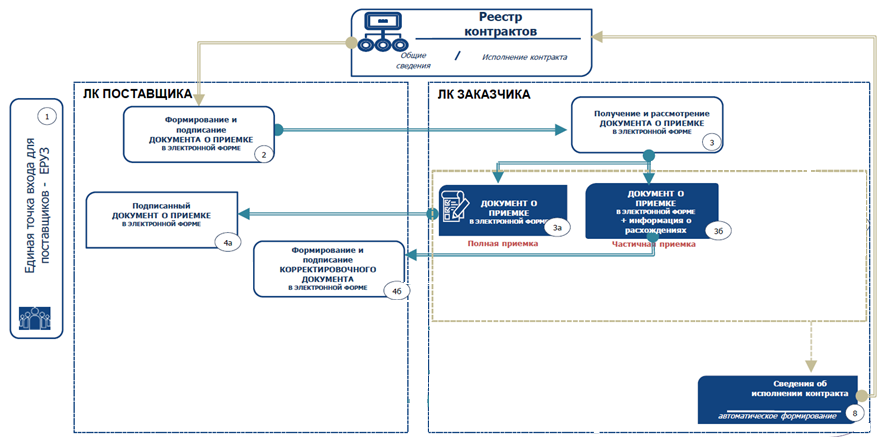 Реестр
контрактов
Общие
сведения
/
Исполнение контракта
ЛК ПОСТАВЩИКА
ЛК ЗАКАЗЧИКА
1
Единая точка входа для
поставщиков - ЕРУЗ
Формирование и
подписание
ДОКУМЕНТА О ПРИЕМКЕ
В ЭЛЕКТРОННОЙ ФОРМЕ
2
Получение и рассмотрение
ДОКУМЕНТА О ПРИЕМКЕ
В ЭЛЕКТРОННОЙ ФОРМЕ
3
Подписанный
ДОКУМЕНТ О ПРИЕМКЕ
В ЭЛЕКТРОННОЙ ФОРМЕ
4а
ДОКУМЕНТ О
ПРИЕМКЕ
В ЭЛЕКТРОННОЙ ФОРМЕ
3а
Полная приемка
ДОКУМЕНТ О
ПРИЕМКЕ
В ЭЛЕКТРОННОЙ ФОРМЕ
+ информация о
расхождениях
3б
Частичная приемка
Формирование и
подписание
КОРРЕКТИРОВОЧНОГО
ДОКУМЕНТА
В ЭЛЕКТРОННОЙ ФОРМЕ
4б
Сведения об
исполнении контракта
автоматическое формирование
8